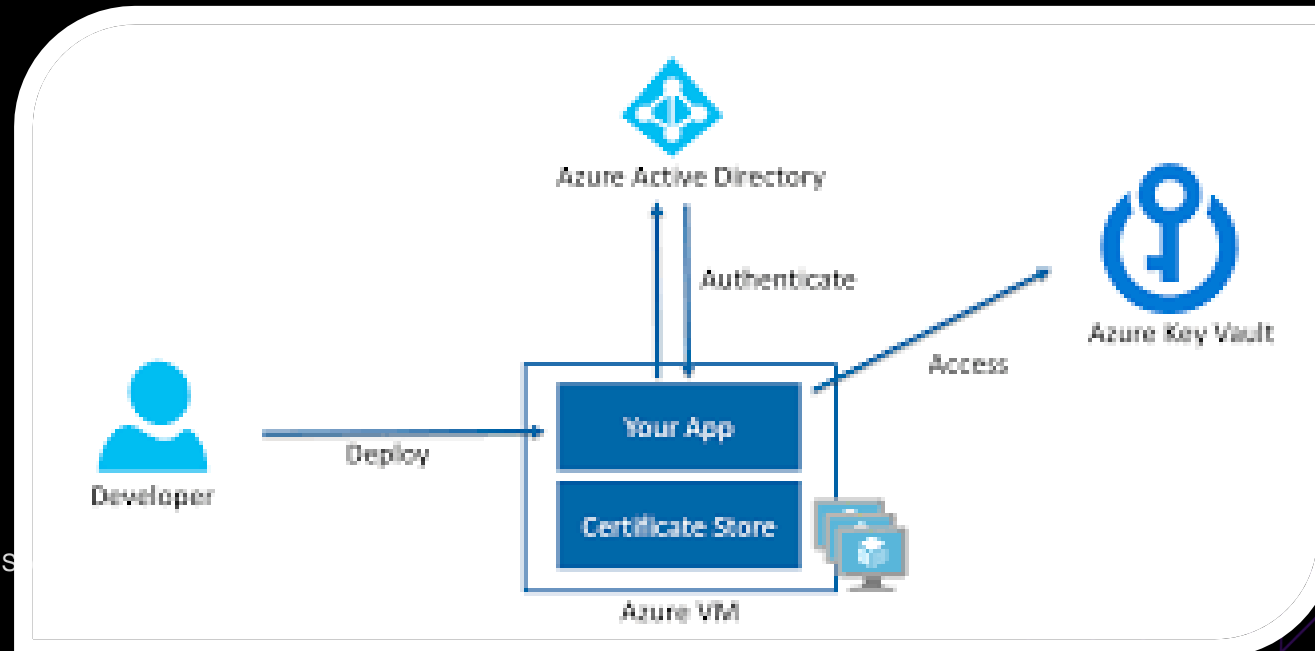 Azure Active Directory
Authenticate
Azure Key Vault
Access
Your App
Deploy
Developer
Certificate Store
Azure VM